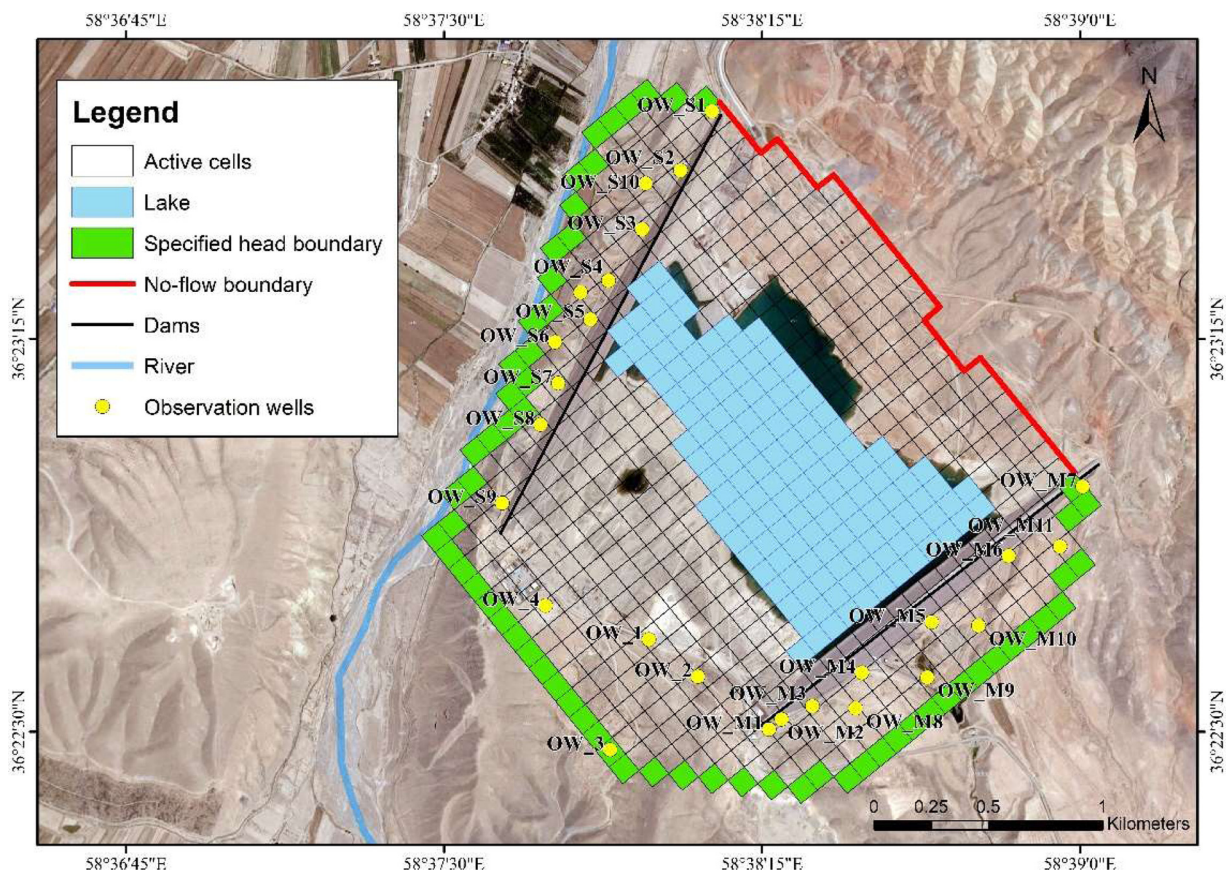 58°36'45"E
58°37'30"E
58°38'15"E
58°39'0"E
36°23'15"N
36°22'30"N
Legend
Active cells
Lake
Specified head boundary
No-flow boundary
Dams
River
Observation wells
N
OW_S1
OW_S2
OW_S10
OW_S3
OW_S4
OW_S5
OW_S6
OW_S7
OW_S8
OW_S9
OW_4
OW_1
OW_2
OW_3
OW_M7
OW_M11
OW_M6
OW_M5
OW_M10
OW_M4
OW_M9
OW_M3
OW_M8
OW_M1
OW_M2
0 0.25 0.5 1
Kilometers
36°23'15"N
36°22'30"N
58°36'45"E
58°37'30"E
58°38'15"E
58°39'0"E